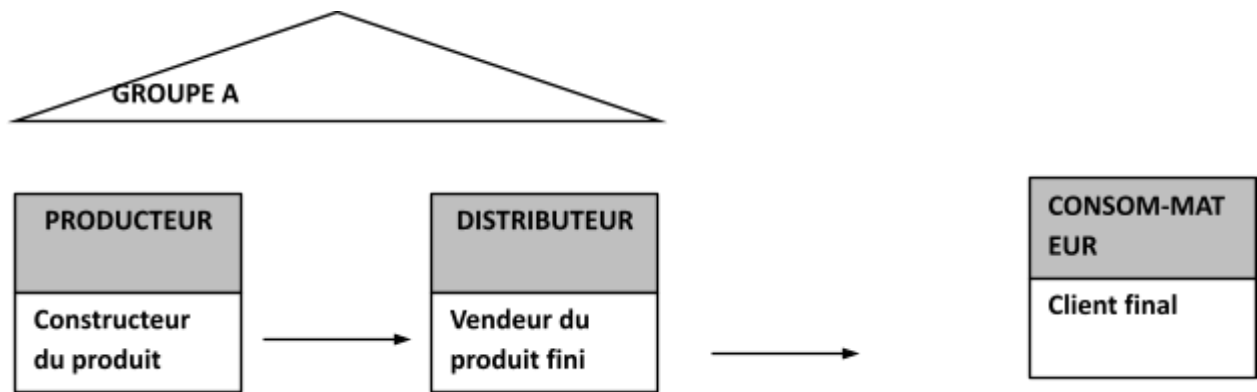 GROUPE A
PRODUCTEUR
Constructeur
du produit
DISTRIBUTEUR
Vendeur du
produit fini
CONSOM-MAT
EUR
Client final